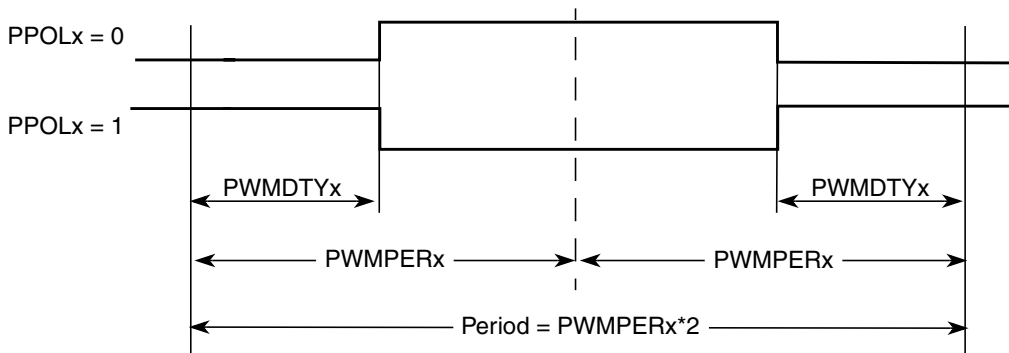 PPOLx = 0
PPOLx = 1
PWMDTYx
PWMDTYx
PWMPERx
PWMPERx
Period = PWMPERx*2